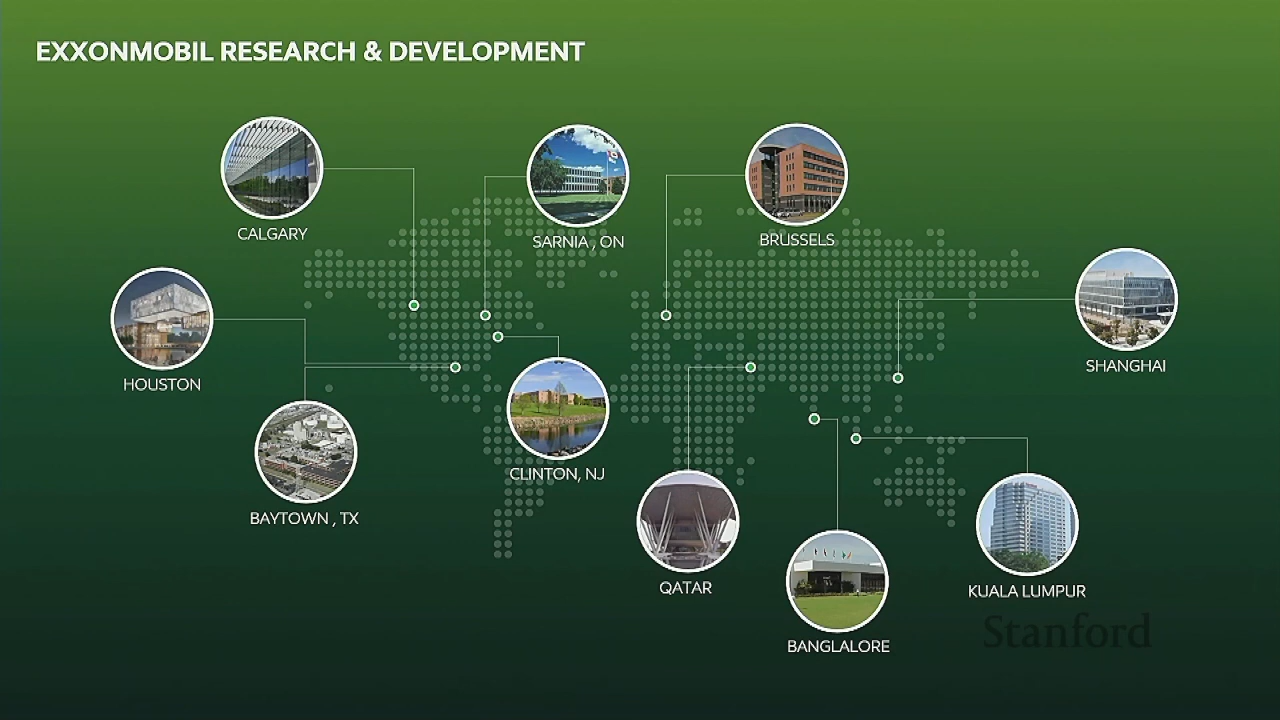 EXXONMOBIL RESEARCH & DEVELOPMENT
CALGARY
SARNIA , ON
BRUSSELS
HOUSTON
SHANGHAI
BAYTOWN , TX
CLINTON, NJ
QATAR
KUALA LUMPUR
BANGLALORE
Stanford